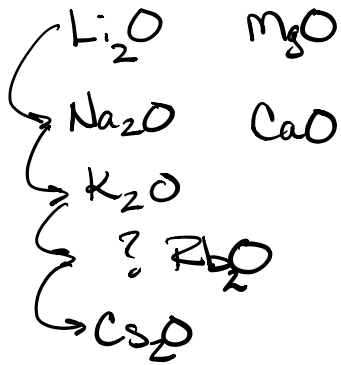 Li₂O MgO
Na₂O CaO
K₂O
? Rb₂O
Cs₂O